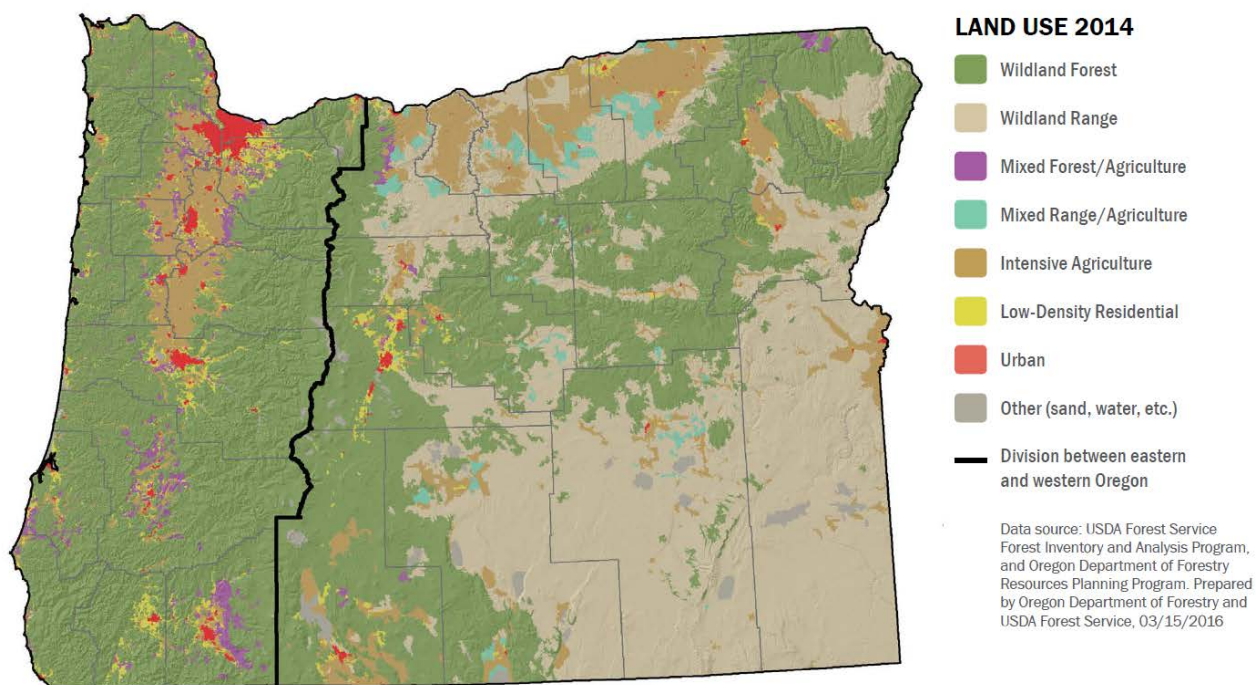 LAND USE 2014
Wildland Forest
Wildland Range
Mixed Forest/Agriculture
Mixed Range/Agriculture
Intensive Agriculture
Low-Density Residential
Urban
Other (sand, water, etc.)
Division between eastern
and western Oregon
Data source: USDA Forest Service
Forest Inventory and Analysis Program,
and Oregon Department of Forestry
Resources Planning Program. Prepared
by Oregon Department of Forestry and
USDA Forest Service, 03/15/2016